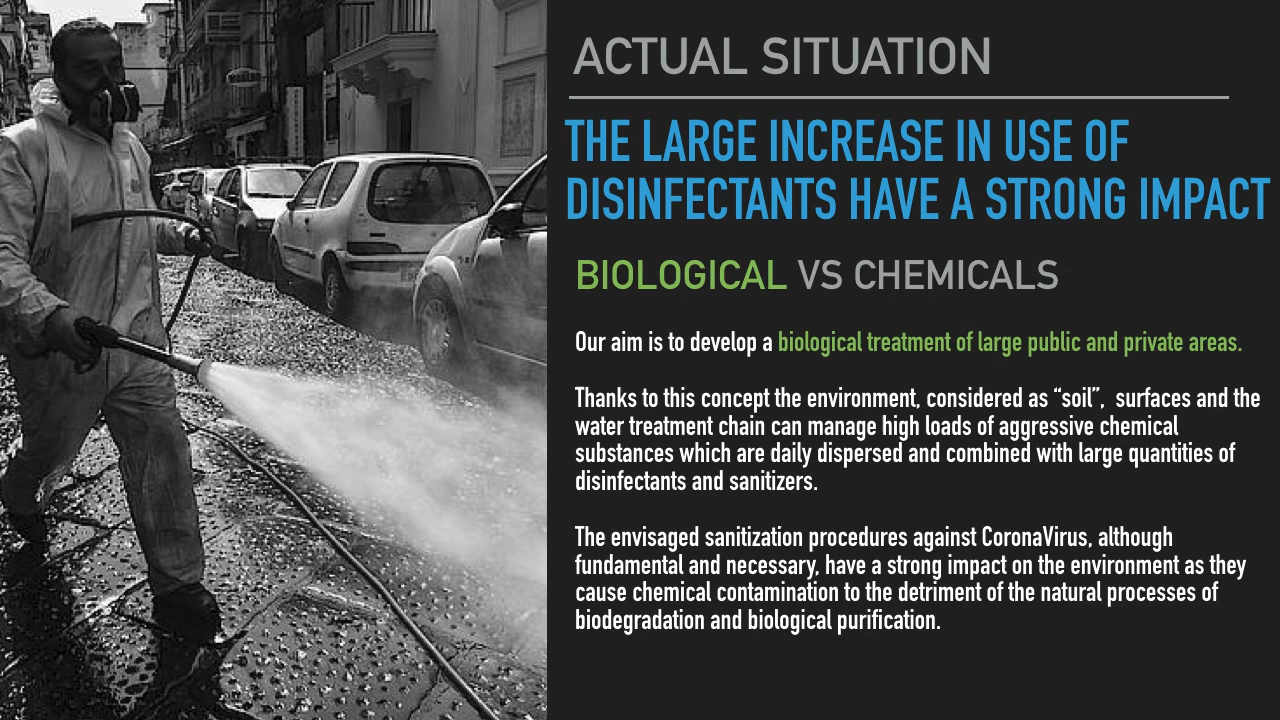 ACTUAL SITUATION
THE LARGE INCREASE IN USE OF
DISINFECTANTS HAVE A STRONG IMPACT
BIOLOGICAL VS CHEMICALS
Our aim is to develop a biological treatment of large public and private areas.
Thanks to this concept the environment, considered as “soil”,  surfaces and the
water treatment chain can manage high loads of aggressive chemical
substances which are daily dispersed and combined with large quantities of
disinfectants and sanitizers.
The envisaged sanitization procedures against CoronaVirus, although
fundamental and necessary, have a strong impact on the environment as they
cause chemical contamination to the detriment of the natural processes of
biodegradation and biological purification.